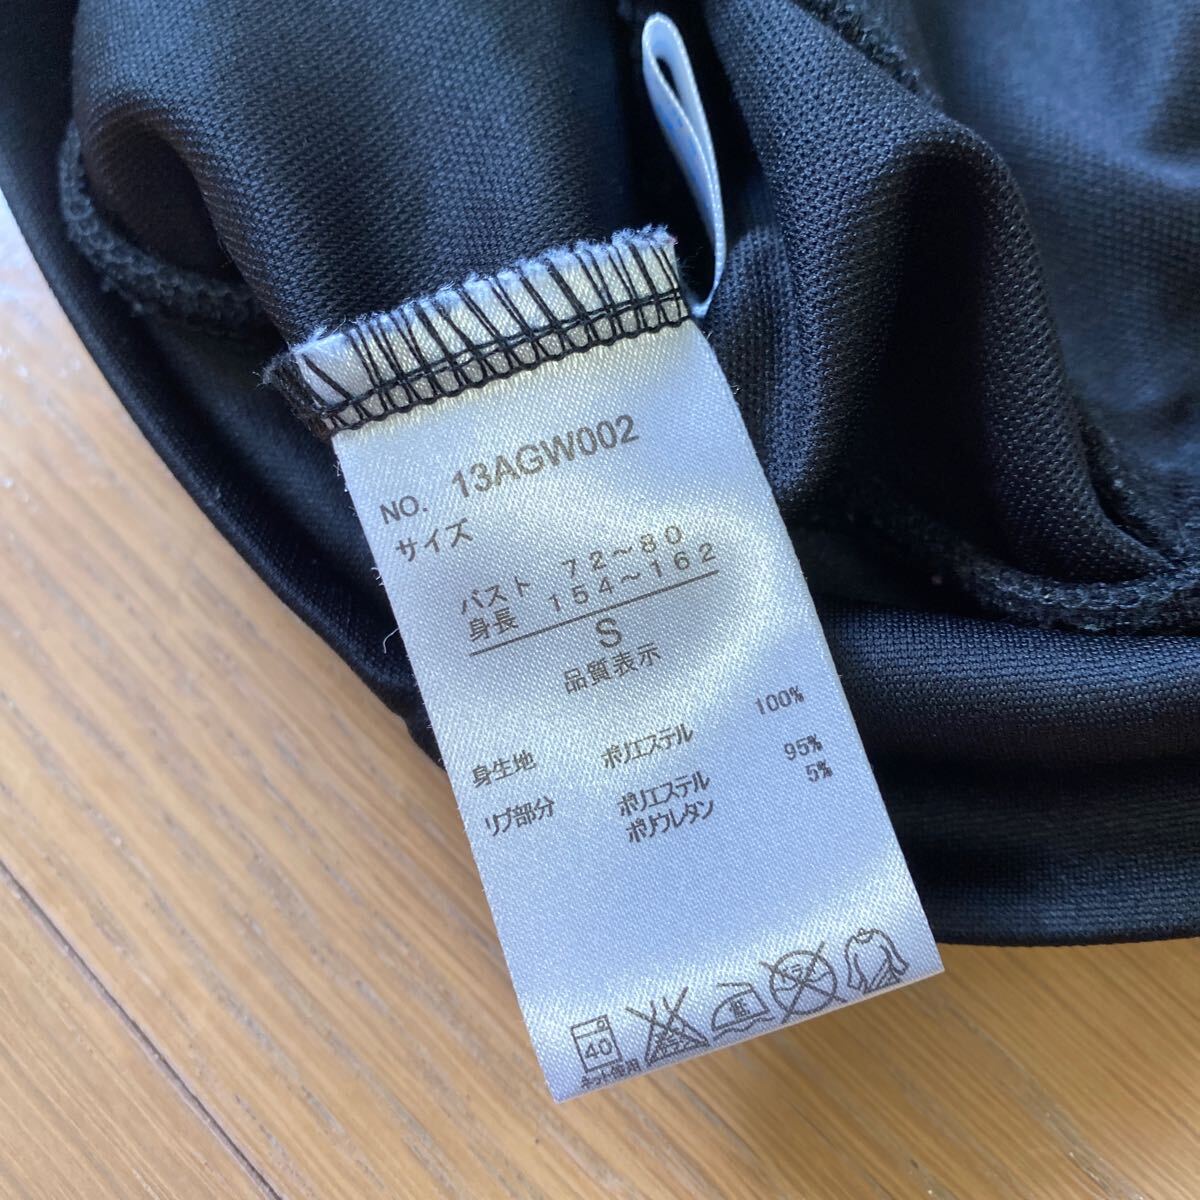 NO. 13AGW002
サイズ
バスト 72～80
身長 154～162
S
品質表示
身生地 ポリエステル 100%
リブ部分 ポリエステル 95%
ポリウレタン 5%
40
ネット使用